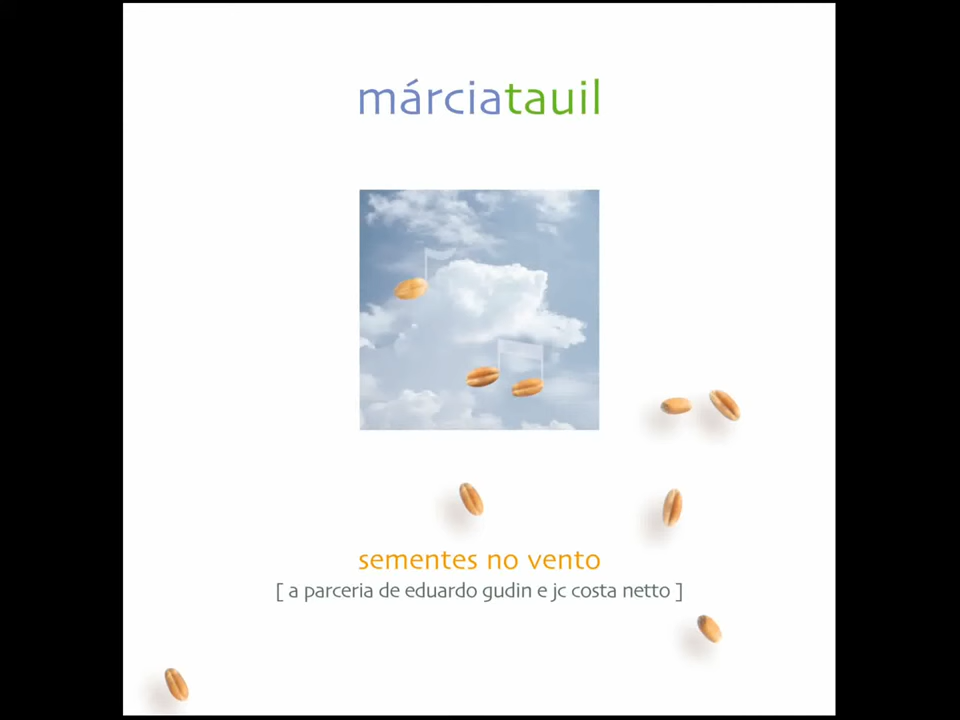 márciatauil
sementes no vento
[ a parceria de eduardo gudin e jc costa netto ]